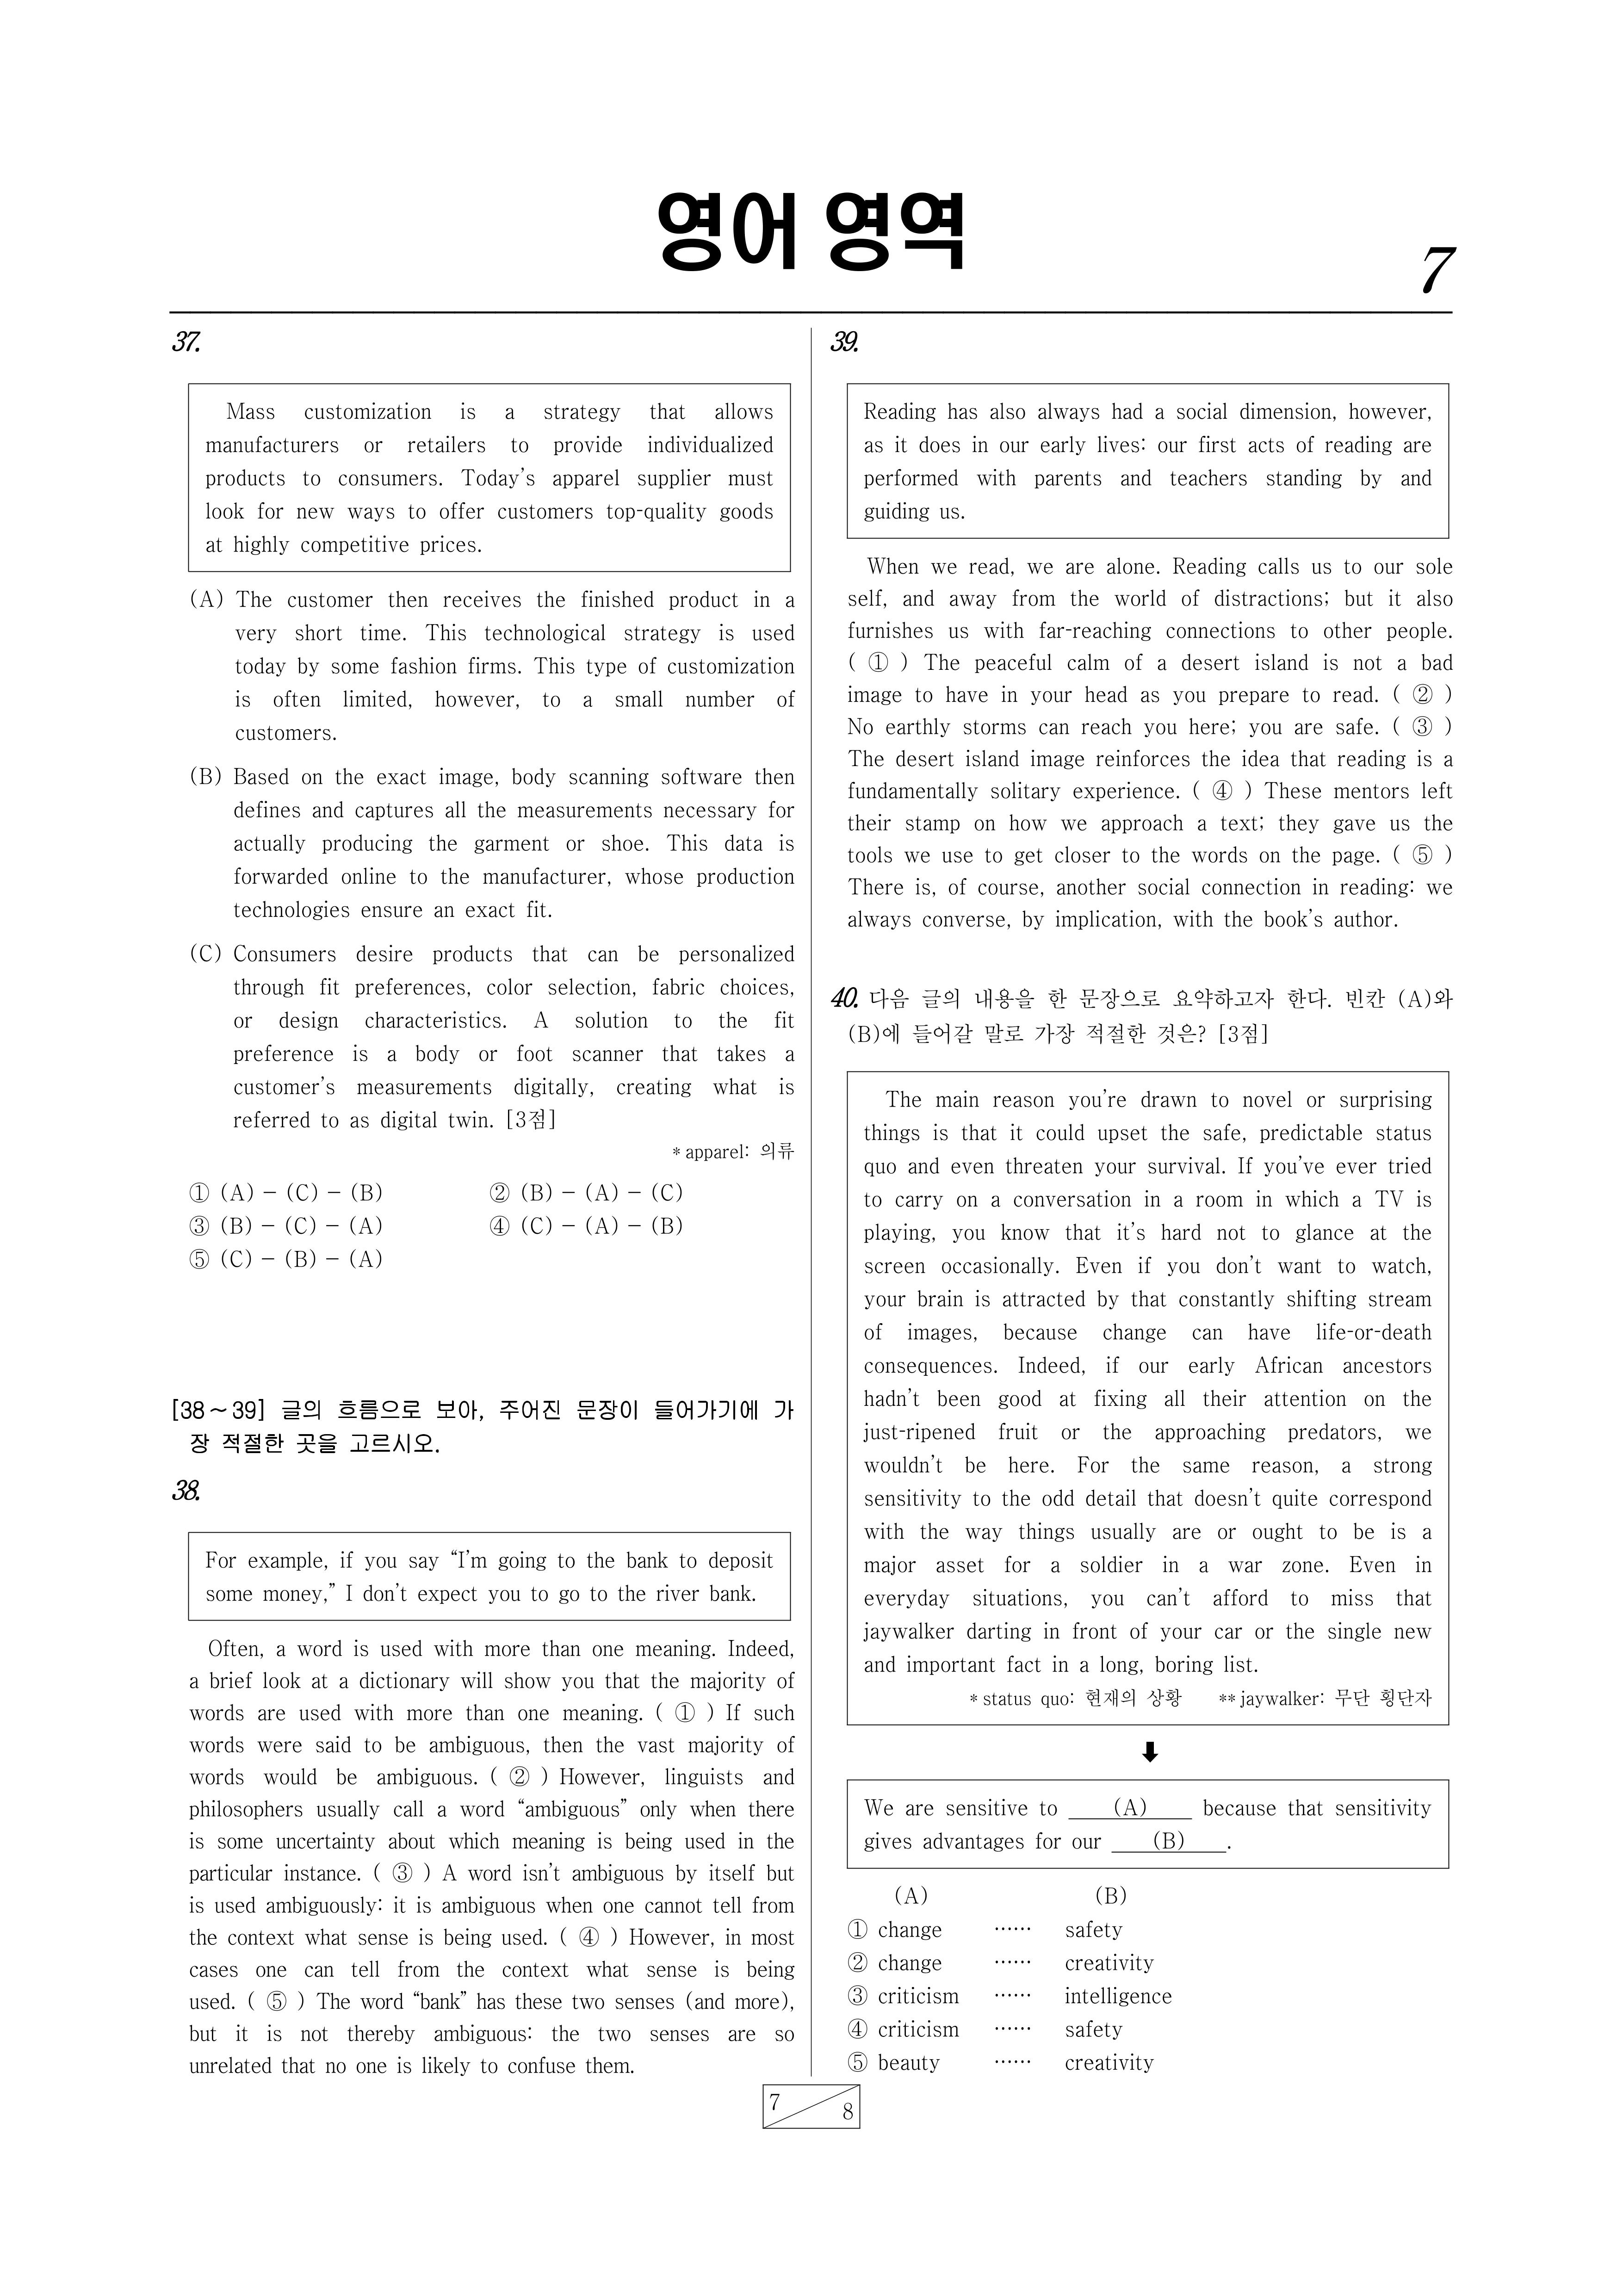 영어 영역
7
37.
Mass customization is a strategy that allows
manufacturers or retailers to provide individualized
products to consumers. Today's apparel supplier must
look for new ways to offer customers top-quality goods
at highly competitive prices.
(A) The customer then receives the finished product in a
very short time. This technological strategy is used
today by some fashion firms. This type of customization
is often limited, however, to a small number of
customers.
(B) Based on the exact image, body scanning software then
defines and captures all the measurements necessary for
actually producing the garment or shoe. This data is
forwarded online to the manufacturer, whose production
technologies ensure an exact fit.
(C) Consumers desire products that can be personalized
through fit preferences, color selection, fabric choices,
or design characteristics. A solution to the fit
preference is a body or foot scanner that takes a
customer's measurements digitally, creating what is
referred to as digital twin. [3점]
* apparel: 의류
① (A) - (C) - (B) ② (B) - (A) - (C)
③ (B) - (C) - (A) ④ (C) - (A) - (B)
⑤ (C) - (B) - (A)
[38~39] 글의 흐름으로 보아, 주어진 문장이 들어가기에 가
장 적절한 곳을 고르시오.
38.
For example, if you say “I'm going to the bank to deposit
some money,” I don't expect you to go to the river bank.
Often, a word is used with more than one meaning. Indeed,
a brief look at a dictionary will show you that the majority of
words are used with more than one meaning. ( ① ) If such
words were said to be ambiguous, then the vast majority of
words would be ambiguous. ( ② ) However, linguists and
philosophers usually call a word “ambiguous” only when there
is some uncertainty about which meaning is being used in the
particular instance. ( ③ ) A word isn't ambiguous by itself but
is used ambiguously: it is ambiguous when one cannot tell from
the context what sense is being used. ( ④ ) However, in most
cases one can tell from the context what sense is being
used. ( ⑤ ) The word “bank” has these two senses (and more),
but it is not thereby ambiguous: the two senses are so
unrelated that no one is likely to confuse them.
39.
Reading has also always had a social dimension, however,
as it does in our early lives: our first acts of reading are
performed with parents and teachers standing by and
guiding us.
When we read, we are alone. Reading calls us to our sole
self, and away from the world of distractions; but it also
furnishes us with far-reaching connections to other people.
( ① ) The peaceful calm of a desert island is not a bad
image to have in your head as you prepare to read. ( ② )
No earthly storms can reach you here; you are safe. ( ③ )
The desert island image reinforces the idea that reading is a
fundamentally solitary experience. ( ④ ) These mentors left
their stamp on how we approach a text; they gave us the
tools we use to get closer to the words on the page. ( ⑤ )
There is, of course, another social connection in reading: we
always converse, by implication, with the book's author.
40. 다음 글의 내용을 한 문장으로 요약하고자 한다. 빈칸 (A)와
(B)에 들어갈 말로 가장 적절한 것은? [3점]
The main reason you're drawn to novel or surprising
things is that it could upset the safe, predictable status
quo and even threaten your survival. If you've ever tried
to carry on a conversation in a room in which a TV is
playing, you know that it's hard not to glance at the
screen occasionally. Even if you don't want to watch,
your brain is attracted by that constantly shifting stream
of images, because change can have life-or-death
consequences. Indeed, if our early African ancestors
hadn't been good at fixing all their attention on the
just-ripened fruit or the approaching predators, we
wouldn't be here. For the same reason, a strong
sensitivity to the odd detail that doesn't quite correspond
with the way things usually are or ought to be is a
major asset for a soldier in a war zone. Even in
everyday situations, you can't afford to miss that
jaywalker darting in front of your car or the single new
and important fact in a long, boring list.
* status quo: 현재의 상황 ** jaywalker: 무단 횡단자
We are sensitive to (A) because that sensitivity
gives advantages for our (B).
(A) (B)
① change ······ safety
② change ······ creativity
③ criticism ······ intelligence
④ criticism ······ safety
⑤ beauty ······ creativity
7 8